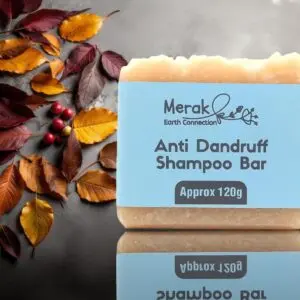 Merak
Earth Connection
Anti Dandruff
Shampoo Bar
Approx 120g